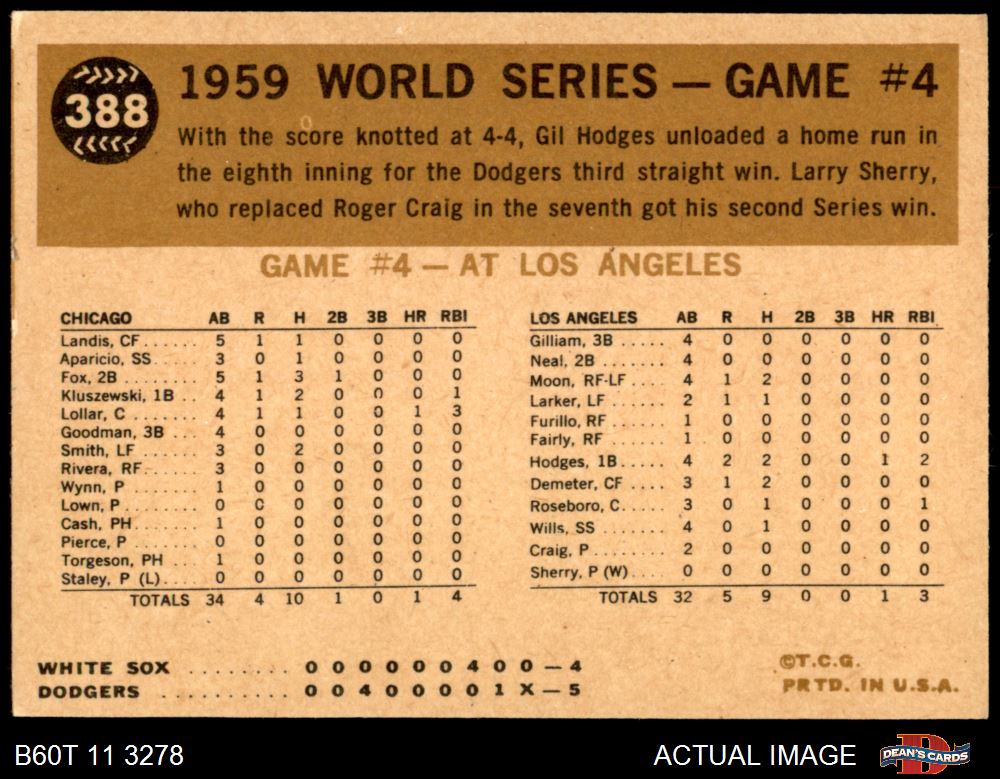 388
1959 WORLD SERIES — GAME #4
With the score knotted at 4-4, Gil Hodges unloaded a home run in
the eighth inning for the Dodgers third straight win. Larry Sherry,
who replaced Roger Craig in the seventh got his second Series win.
GAME #4 — AT LOS ANGELES
CHICAGO AB R H 2B 3B HR RBI
Landis, CF...... 5 1 1 0 0 0 0
Aparicio, SS..... 3 0 1 0 0 0 0
Fox, 2B ........ 5 1 3 1 0 0 0
Kluszewski, 1B .. 4 1 2 0 0 0 1
Lollar, C ....... 4 1 1 0 0 1 3
Goodman, 3B ... 4 0 0 0 0 0 0
Smith, LF ...... 3 0 2 0 0 0 0
Rivera, RF...... 3 0 0 0 0 0 0
Wynn, P ....... 1 0 0 0 0 0 0
Lown, P ....... 0 0 0 0 0 0 0
Cash, PH....... 1 0 0 0 0 0 0
Pierce, P ....... 0 0 0 0 0 0 0
Torgeson, PH ... 1 0 0 0 0 0 0
Staley, P (L).... 0 0 0 0 0 0 0
TOTALS 34 4 10 1 0 1 4
LOS ANGELES AB R H 2B 3B HR RBI
Gilliam, 3B ..... 4 0 0 0 0 0 0
Neal, 2B ....... 4 0 0 0 0 0 0
Moon, RF-LF .... 4 1 2 0 0 0 0
Larker, LF ...... 2 1 1 0 0 0 0
Furillo, RF ...... 1 0 0 0 0 0 0
Fairly, RF ...... 1 0 0 0 0 0 0
Hodges, 1B..... 4 2 2 0 0 1 2
Demeter, CF .... 3 1 2 0 0 0 0
Roseboro, C..... 3 0 1 0 0 0 1
Wills, SS ....... 4 0 1 0 0 0 0
Craig, P ........ 2 0 0 0 0 0 0
Sherry, P (W).... 0 0 0 0 0 0 0
TOTALS 32 5 9 0 0 1 3
WHITE SOX ......... 0 0 0 0 0 0 4 0 0 — 4
DODGERS ........... 0 0 4 0 0 0 0 1 X — 5
©T.C.G.
PRTD. IN U.S.A.
B60T 11 3278
ACTUAL IMAGE
DEAN'S CARDS